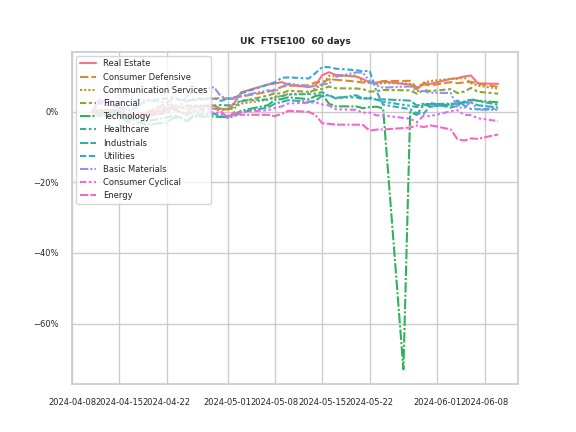 UK FTSE100 60 days
Real Estate
Consumer Defensive
Communication Services
Financial
Technology
Healthcare
Industrials
Utilities
Basic Materials
Consumer Cyclical
Energy
0%
−20%
−40%
−60%
2024-04-08 2024-04-15 2024-04-22 2024-05-01 2024-05-08 2024-05-15 2024-05-22 2024-06-01 2024-06-08